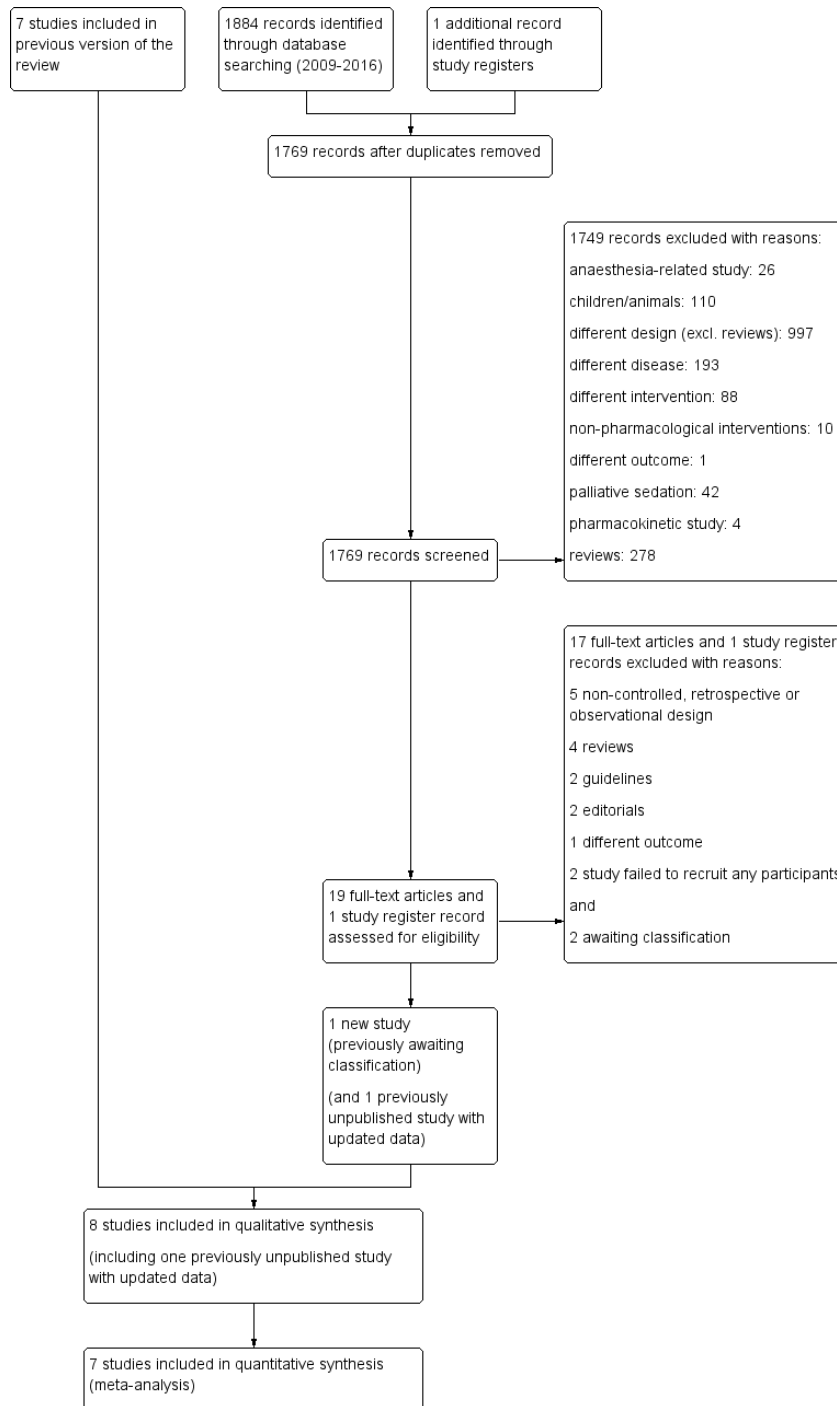 7 studies included in
previous version of the
review
1884 records identified
through database
searching (2009-2016)
1 additional record
identified through
study registers
1769 records after duplicates removed
1749 records excluded with reasons:
anaesthesia-related study: 26
children/animals: 110
different design (excl. reviews): 997
different disease: 193
different intervention: 88
non-pharmacological interventions: 10
different outcome: 1
palliative sedation: 42
pharmacokinetic study: 4
reviews: 278
1769 records screened
17 full-text articles and 1 study register
records excluded with reasons:
5 non-controlled, retrospective or
observational design
4 reviews
2 guidelines
2 editorials
1 different outcome
2 study failed to recruit any participants
and
2 awaiting classification
19 full-text articles and
1 study register record
assessed for eligibility
1 new study
(previously awaiting
classification)
(and 1 previously
unpublished study with
updated data)
8 studies included in qualitative synthesis
(including one previously unpublished study
with updated data)
7 studies included in quantitative synthesis
(meta-analysis)